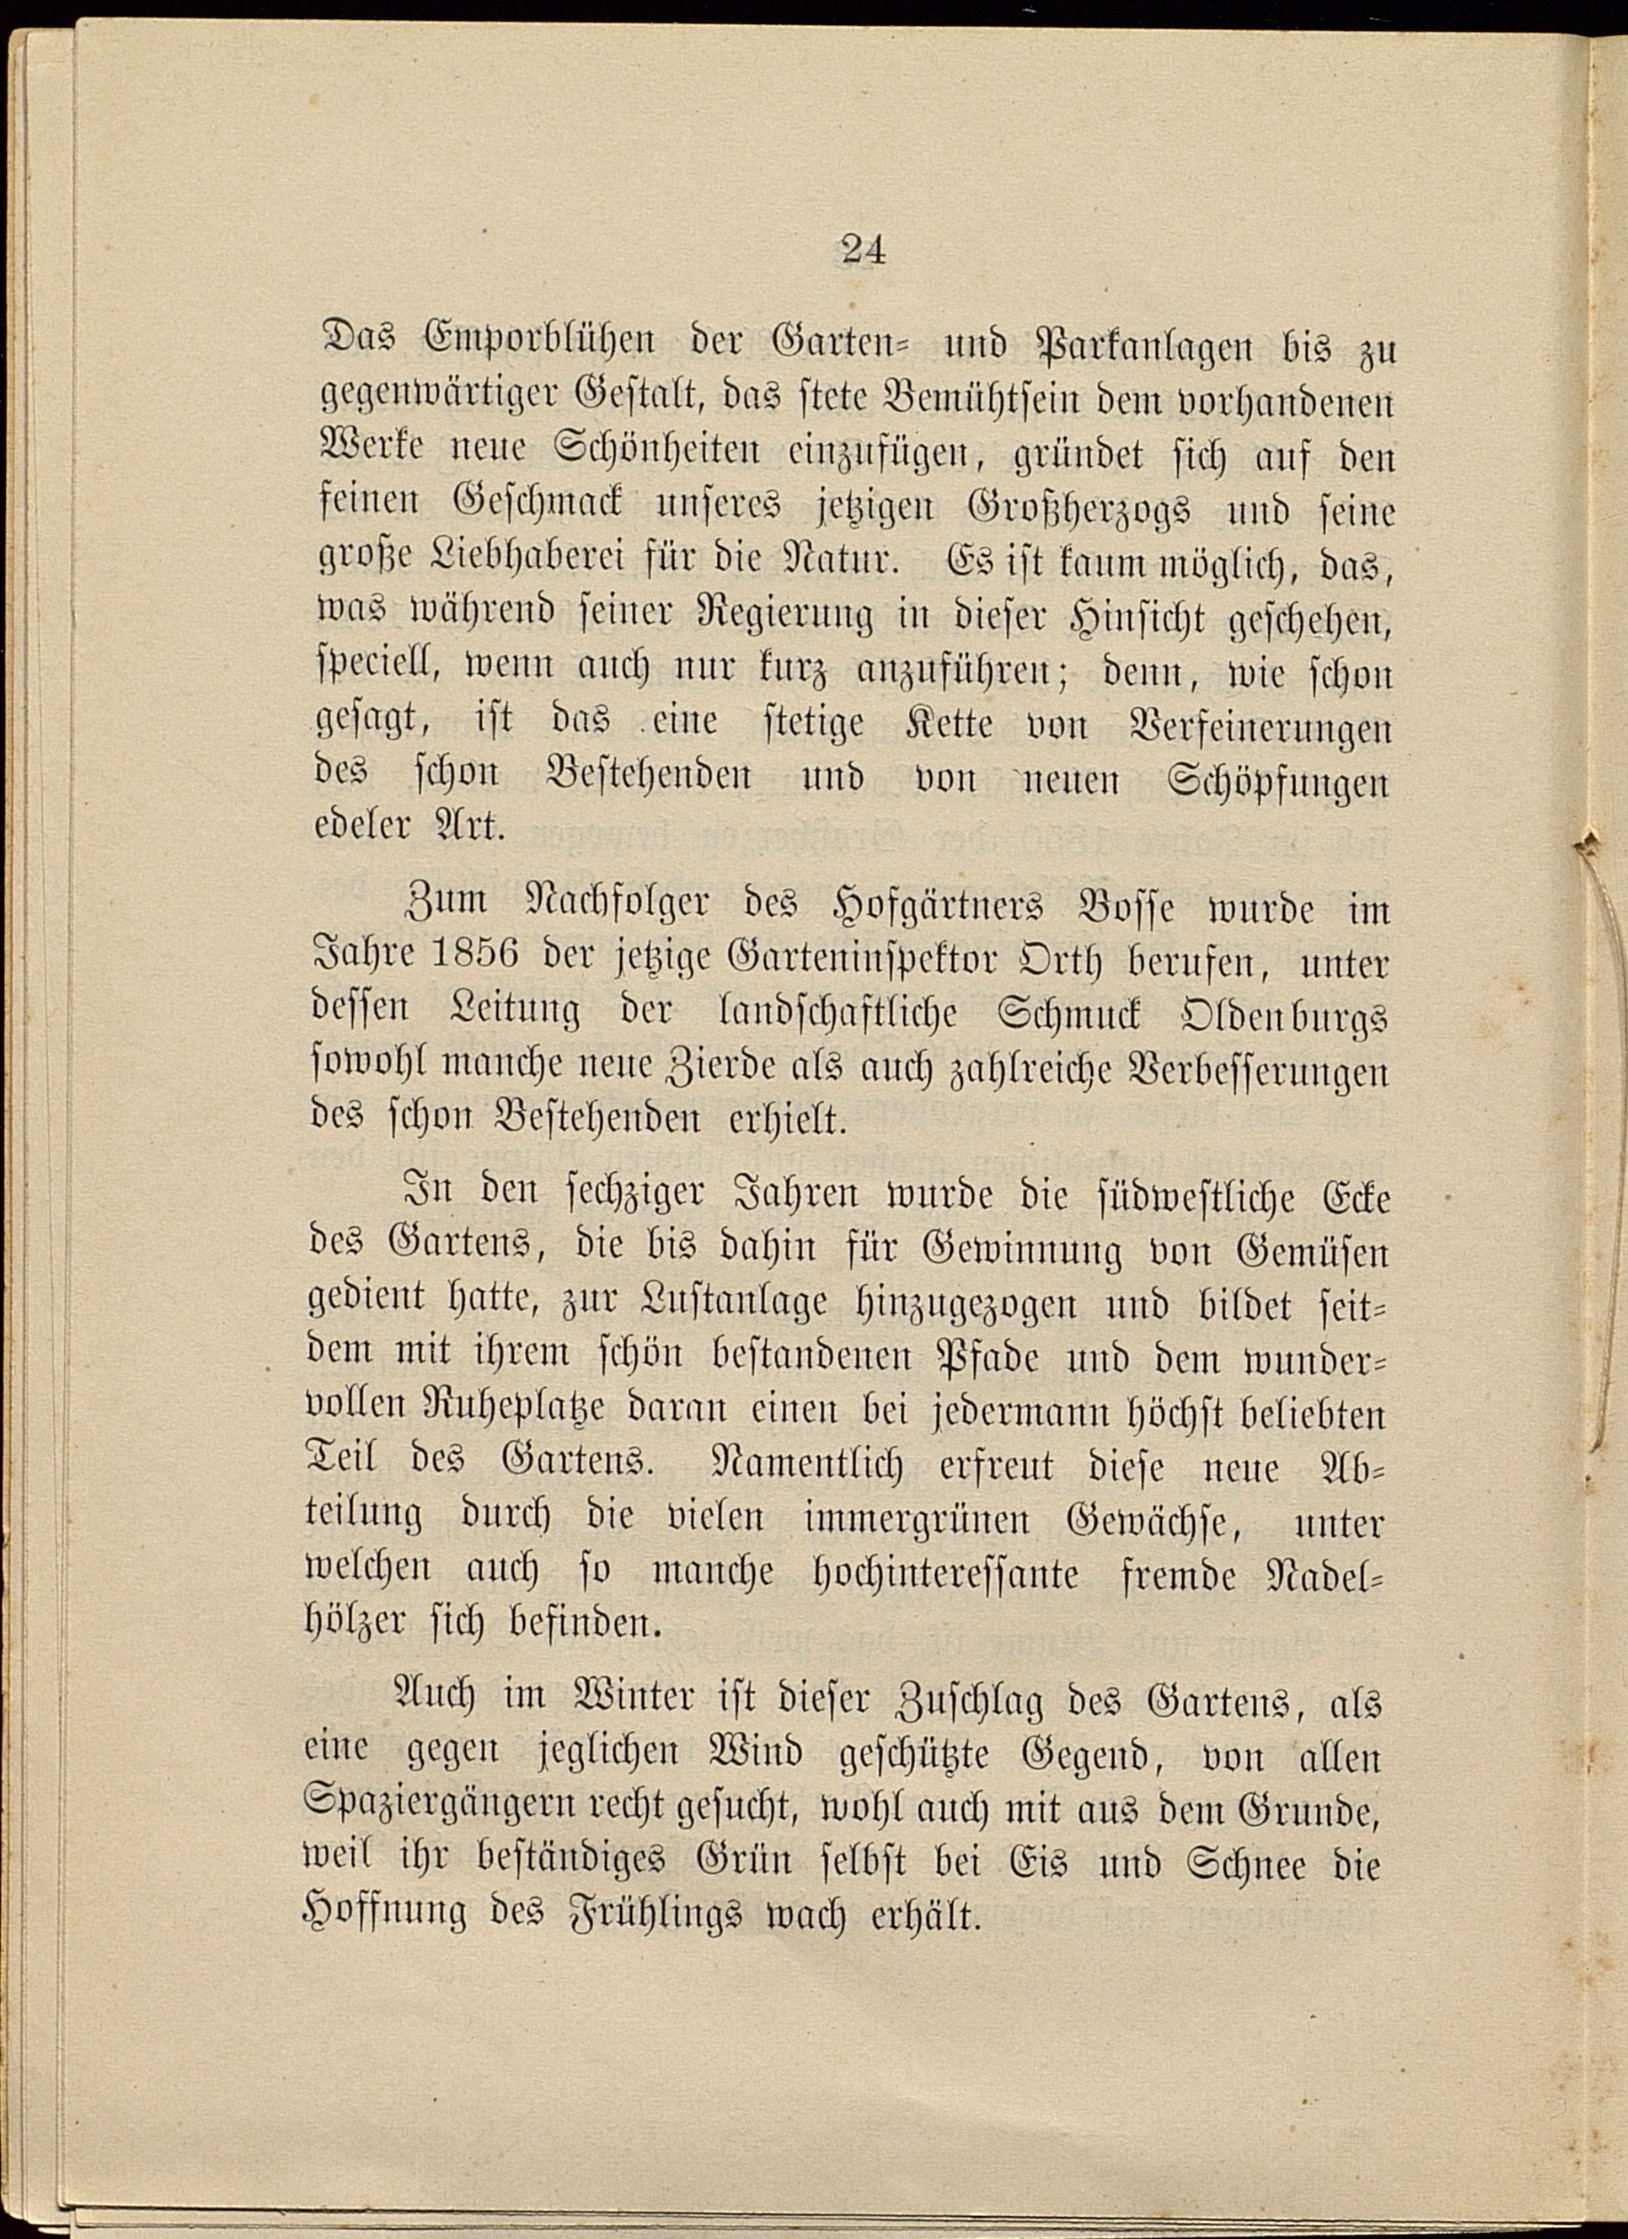 24
Das Emporblühen der Garten- und Parkanlagen bis zu
gegenwärtiger Gestalt, das stete Bemühtsein dem vorhandenen
Werke neue Schönheiten einzufügen, gründet sich auf den
feinen Geschmack unseres jetzigen Großherzogs und seine
große Liebhaberei für die Natur. Es ist kaum möglich, das,
was während seiner Regierung in dieser Hinsicht geschehen,
speciell, wenn auch nur kurz anzuführen; denn, wie schon
gesagt, ist das eine stetige Kette von Verfeinerungen
des schon Bestehenden und von neuen Schöpfungen
edeler Art.
Zum Nachfolger des Hofgärtners Bosse wurde im
Jahre 1856 der jetzige Garteninspektor Orth berufen, unter
dessen Leitung der landschaftliche Schmuck Oldenburgs
sowohl manche neue Zierde als auch zahlreiche Verbesserungen
des schon Bestehenden erhielt.
In den sechziger Jahren wurde die südwestliche Ecke
des Gartens, die bis dahin für Gewinnung von Gemüsen
gedient hatte, zur Lustanlage hinzugezogen und bildet seit-
dem mit ihrem schön bestandenen Pfade und dem wunder-
vollen Ruheplatze daran einen bei jedermann höchst beliebten
Teil des Gartens. Namentlich erfreut diese neue Ab-
teilung durch die vielen immergrünen Gewächse, unter
welchen auch so manche hochinteressante fremde Nadel-
hölzer sich befinden.
Auch im Winter ist dieser Zuschlag des Gartens, als
eine gegen jeglichen Wind geschützte Gegend, von allen
Spaziergängern recht gesucht, wohl auch mit aus dem Grunde,
weil ihr beständiges Grün selbst bei Eis und Schnee die
Hoffnung des Frühlings wach erhält.